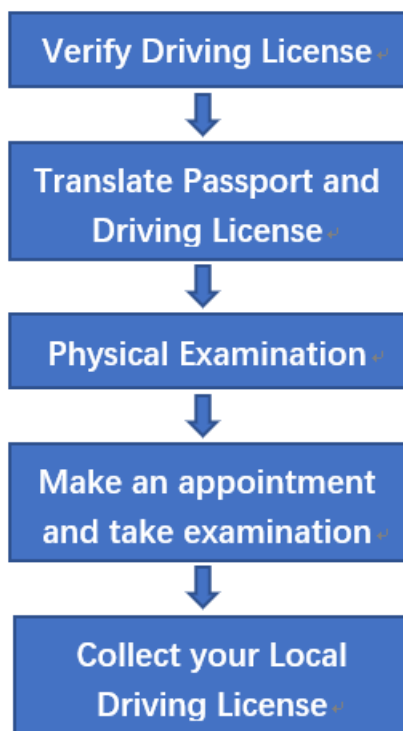 Verify Driving License
Translate Passport and
Driving License
Physical Examination
Make an appointment
and take examination
Collect your Local
Driving License